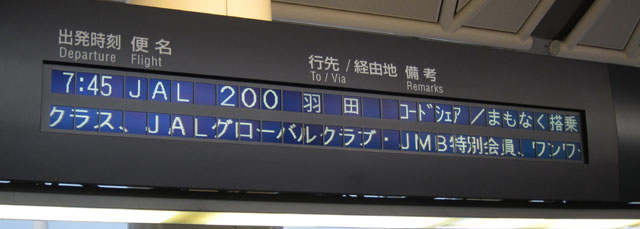 出発時刻 便名 行先/経由地 備考
Departure Flight To/Via Remarks
7:45 JAL 200 羽田 コードシェア／まもなく搭乗
クラス、JALグローバルクラブ・JMB特別会員、ワンワ